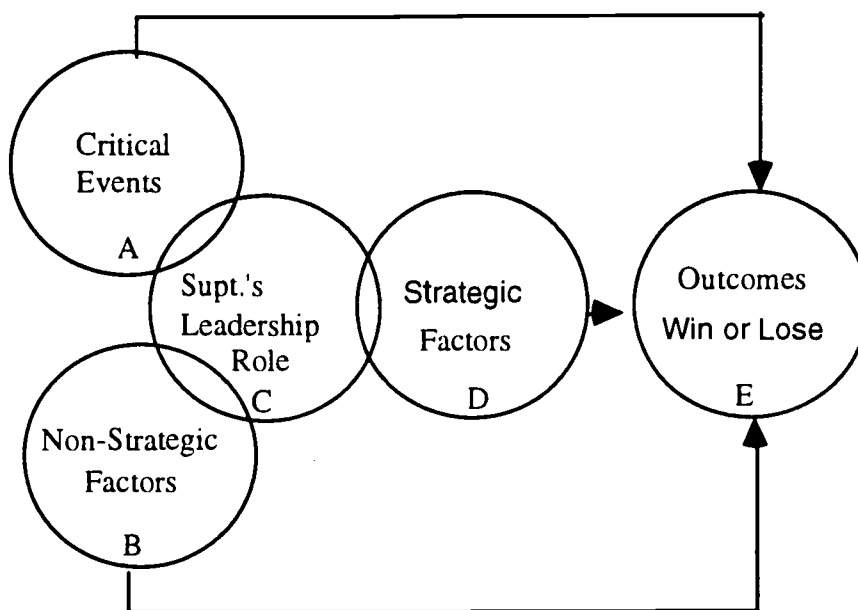 Critical
Events
A
Supt.'s
Leadership
Role
C
Strategic
Factors
D
Outcomes
Win or Lose
E
Non-Strategic
Factors
B